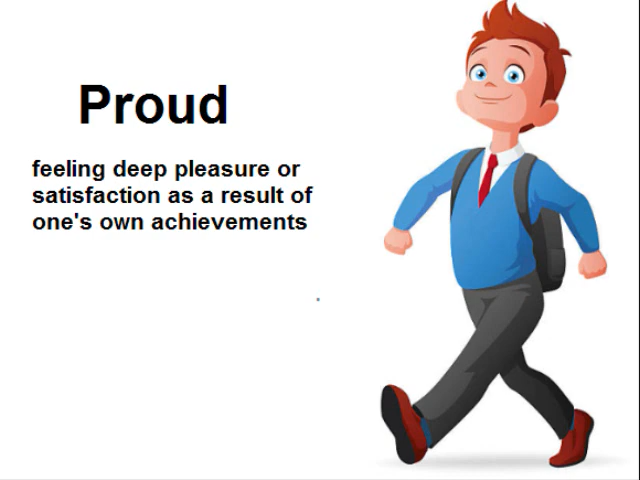 Proud
feeling deep pleasure or
satisfaction as a result of
one's own achievements